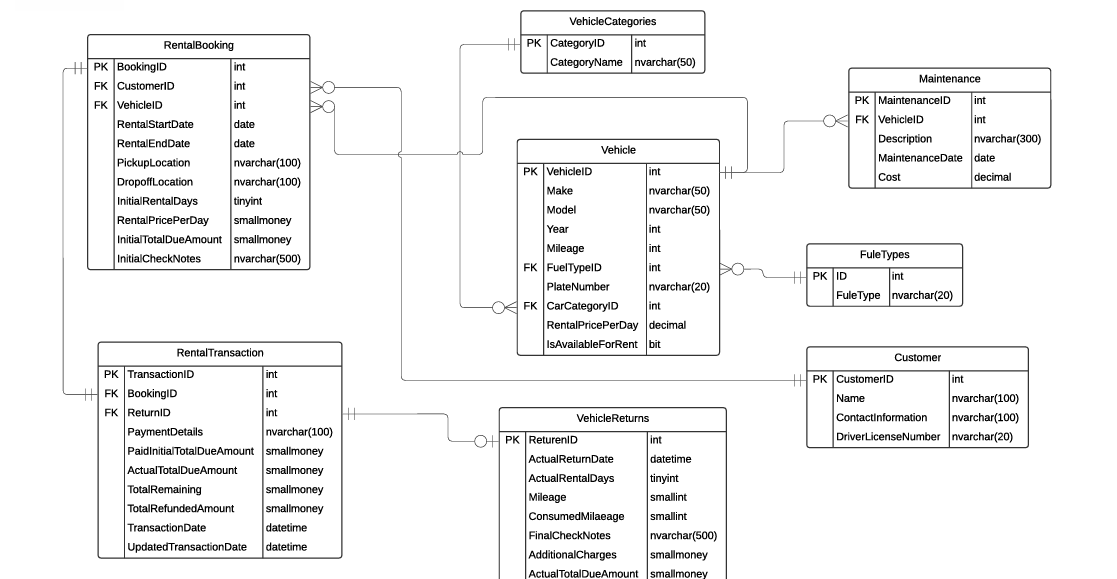 VehicleCategories
PK CategoryID int
CategoryName nvarchar(50)
RentalBooking
PK BookingID int
FK CustomerID int
FK VehicleID int
RentalStartDate date
RentalEndDate date
PickupLocation nvarchar(100)
DropoffLocation nvarchar(100)
InitialRentalDays tinyint
RentalPricePerDay smallmoney
InitialTotalDueAmount smallmoney
InitialCheckNotes nvarchar(500)
Maintenance
PK MaintenanceID int
FK VehicleID int
Description nvarchar(300)
MaintenanceDate date
Cost decimal
Vehicle
PK VehicleID int
Make nvarchar(50)
Model nvarchar(50)
Year int
Mileage int
FK FuelTypeID int
PlateNumber nvarchar(20)
FK CarCategoryID int
RentalPricePerDay decimal
IsAvailableForRent bit
FuleTypes
PK ID int
FuleType nvarchar(20)
RentalTransaction
PK TransactionID int
FK BookingID int
FK ReturnID int
PaymentDetails nvarchar(100)
PaidInitialTotalDueAmount smallmoney
ActualTotalDueAmount smallmoney
TotalRemaining smallmoney
TotalRefundedAmount smallmoney
TransactionDate datetime
UpdatedTransactionDate datetime
Customer
PK CustomerID int
Name nvarchar(100)
ContactInformation nvarchar(100)
DriverLicenseNumber nvarchar(20)
VehicleReturns
PK ReturenID int
ActualReturnDate datetime
ActualRentalDays tinyint
Mileage smallint
ConsumedMilaeage smallint
FinalCheckNotes nvarchar(500)
AdditionalCharges smallmoney
ActualTotalDueAmount smallmoney